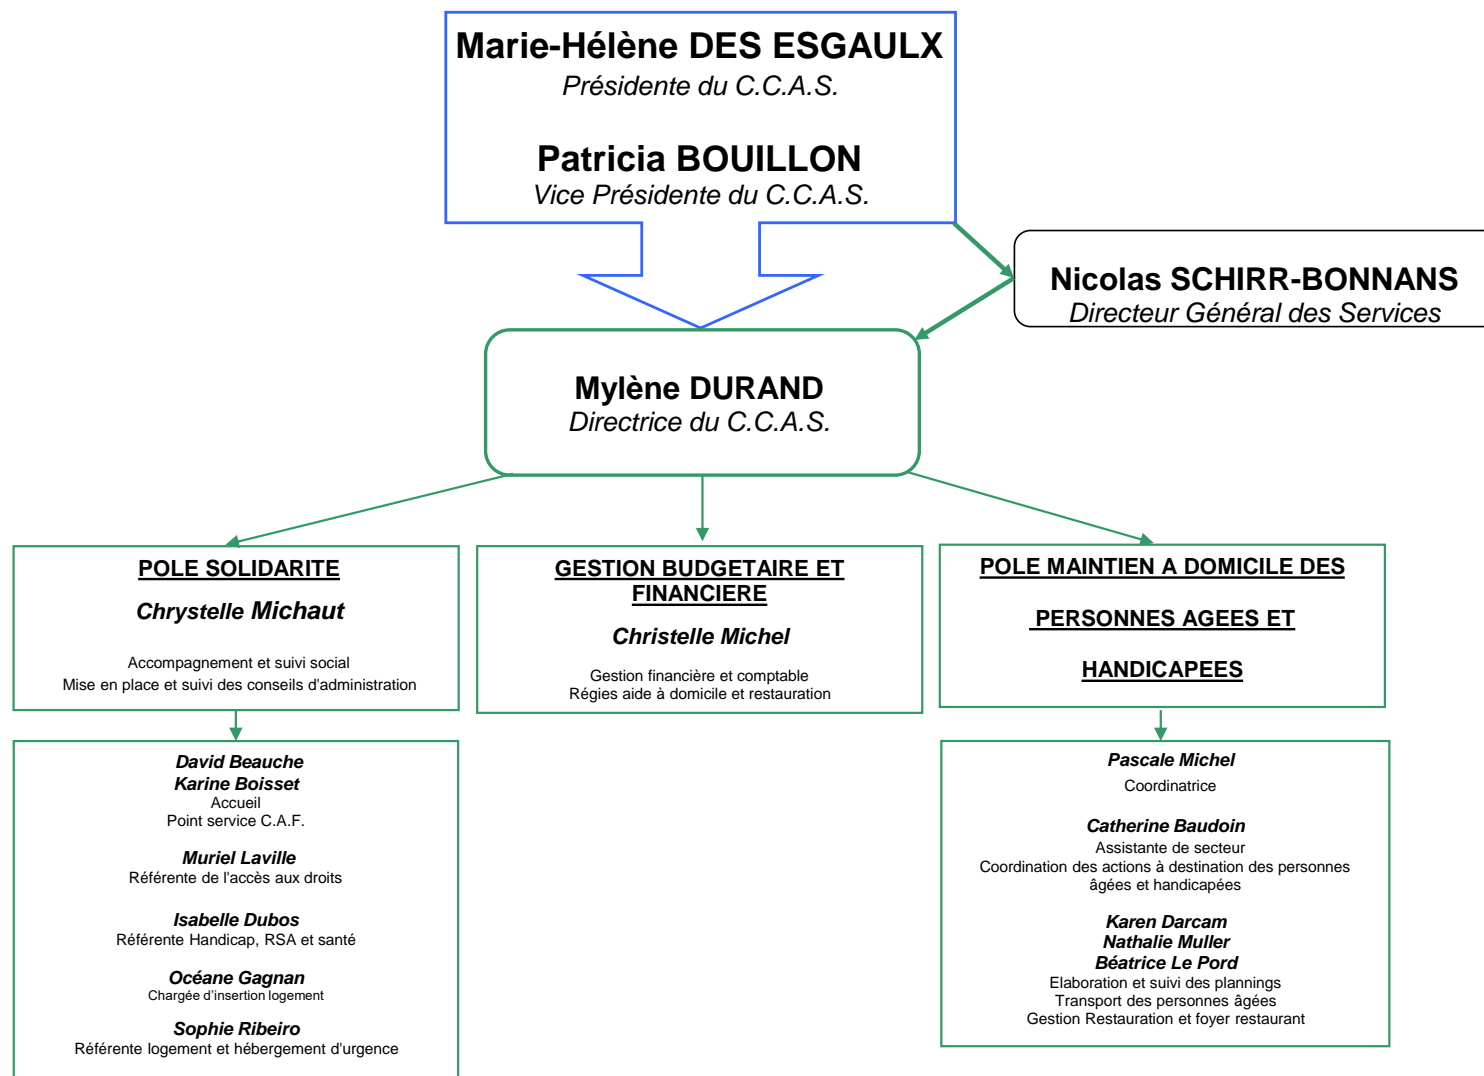 Marie-Hélène DES ESGAULX
Présidente du C.C.A.S.
Patricia BOUILLON
Vice Présidente du C.C.A.S.
Nicolas SCHIRR-BONNANS
Directeur Général des Services
Mylène DURAND
Directrice du C.C.A.S.
POLE SOLIDARITE
Chrystelle Michaut
Accompagnement et suivi social
Mise en place et suivi des conseils d'administration
GESTION BUDGETAIRE ET
FINANCIERE
Christelle Michel
Gestion financière et comptable
Régies aide à domicile et restauration
POLE MAINTIEN A DOMICILE DES
PERSONNES AGEES ET
HANDICAPEES
David Beauche
Karine Boisset
Accueil
Point service C.A.F.
Muriel Laville
Référente de l'accès aux droits
Isabelle Dubos
Référente Handicap, RSA et santé
Océane Gagnan
Chargée d'insertion logement
Sophie Ribeiro
Référente logement et hébergement d'urgence
Pascale Michel
Coordinatrice
Catherine Baudoin
Assistante de secteur
Coordination des actions à destination des personnes
âgées et handicapées
Karen Darcam
Nathalie Muller
Béatrice Le Pord
Elaboration et suivi des plannings
Transport des personnes âgées
Gestion Restauration et foyer restaurant